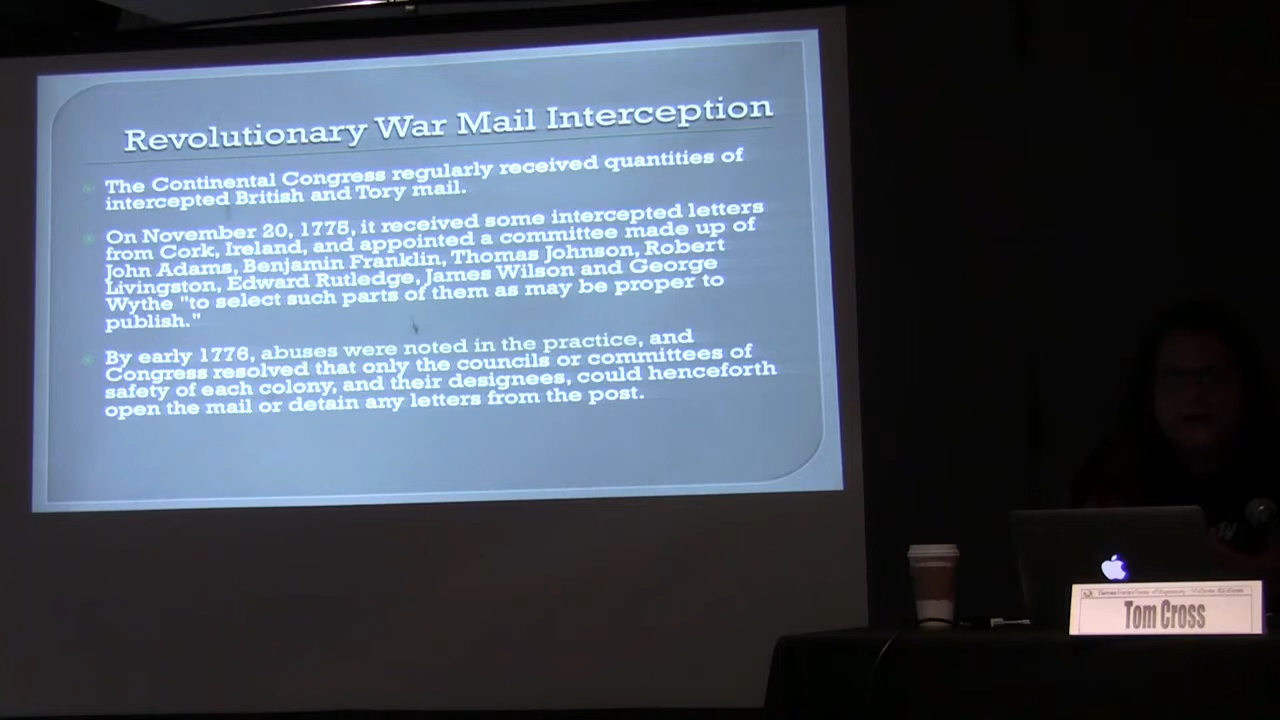 Revolutionary War Mail Interception
The Continental Congress regularly received quantities of
intercepted British and Tory mail.
On November 20, 1775, it received some intercepted letters
from Cork, Ireland, and appointed a committee made up of
John Adams, Benjamin Franklin, Thomas Johnson, Robert
Livingston, Edward Rutledge, James Wilson and George
Wythe "to select such parts of them as may be proper to
publish."
By early 1776, abuses were noted in the practice, and
Congress resolved that only the councils or committees of
safety of each colony, and their designees, could henceforth
open the mail or detain any letters from the post.
Tom Cross